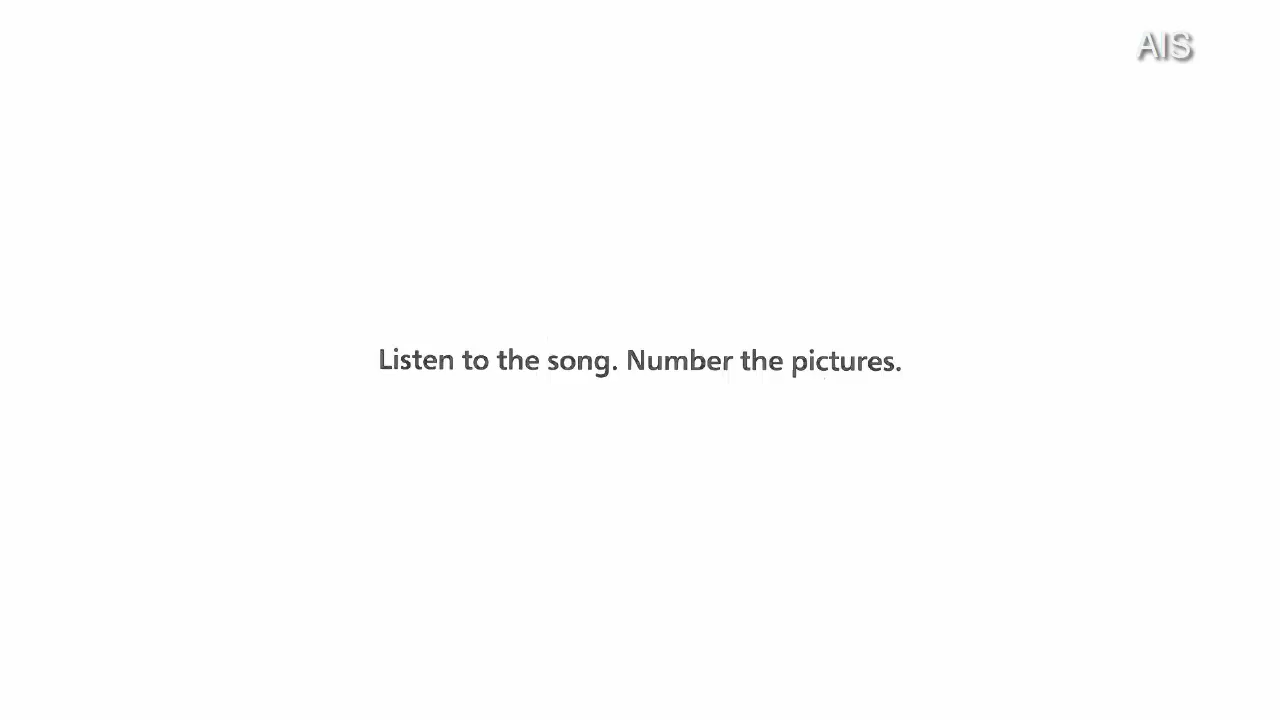 AIS
Listen to the song. Number the pictures.